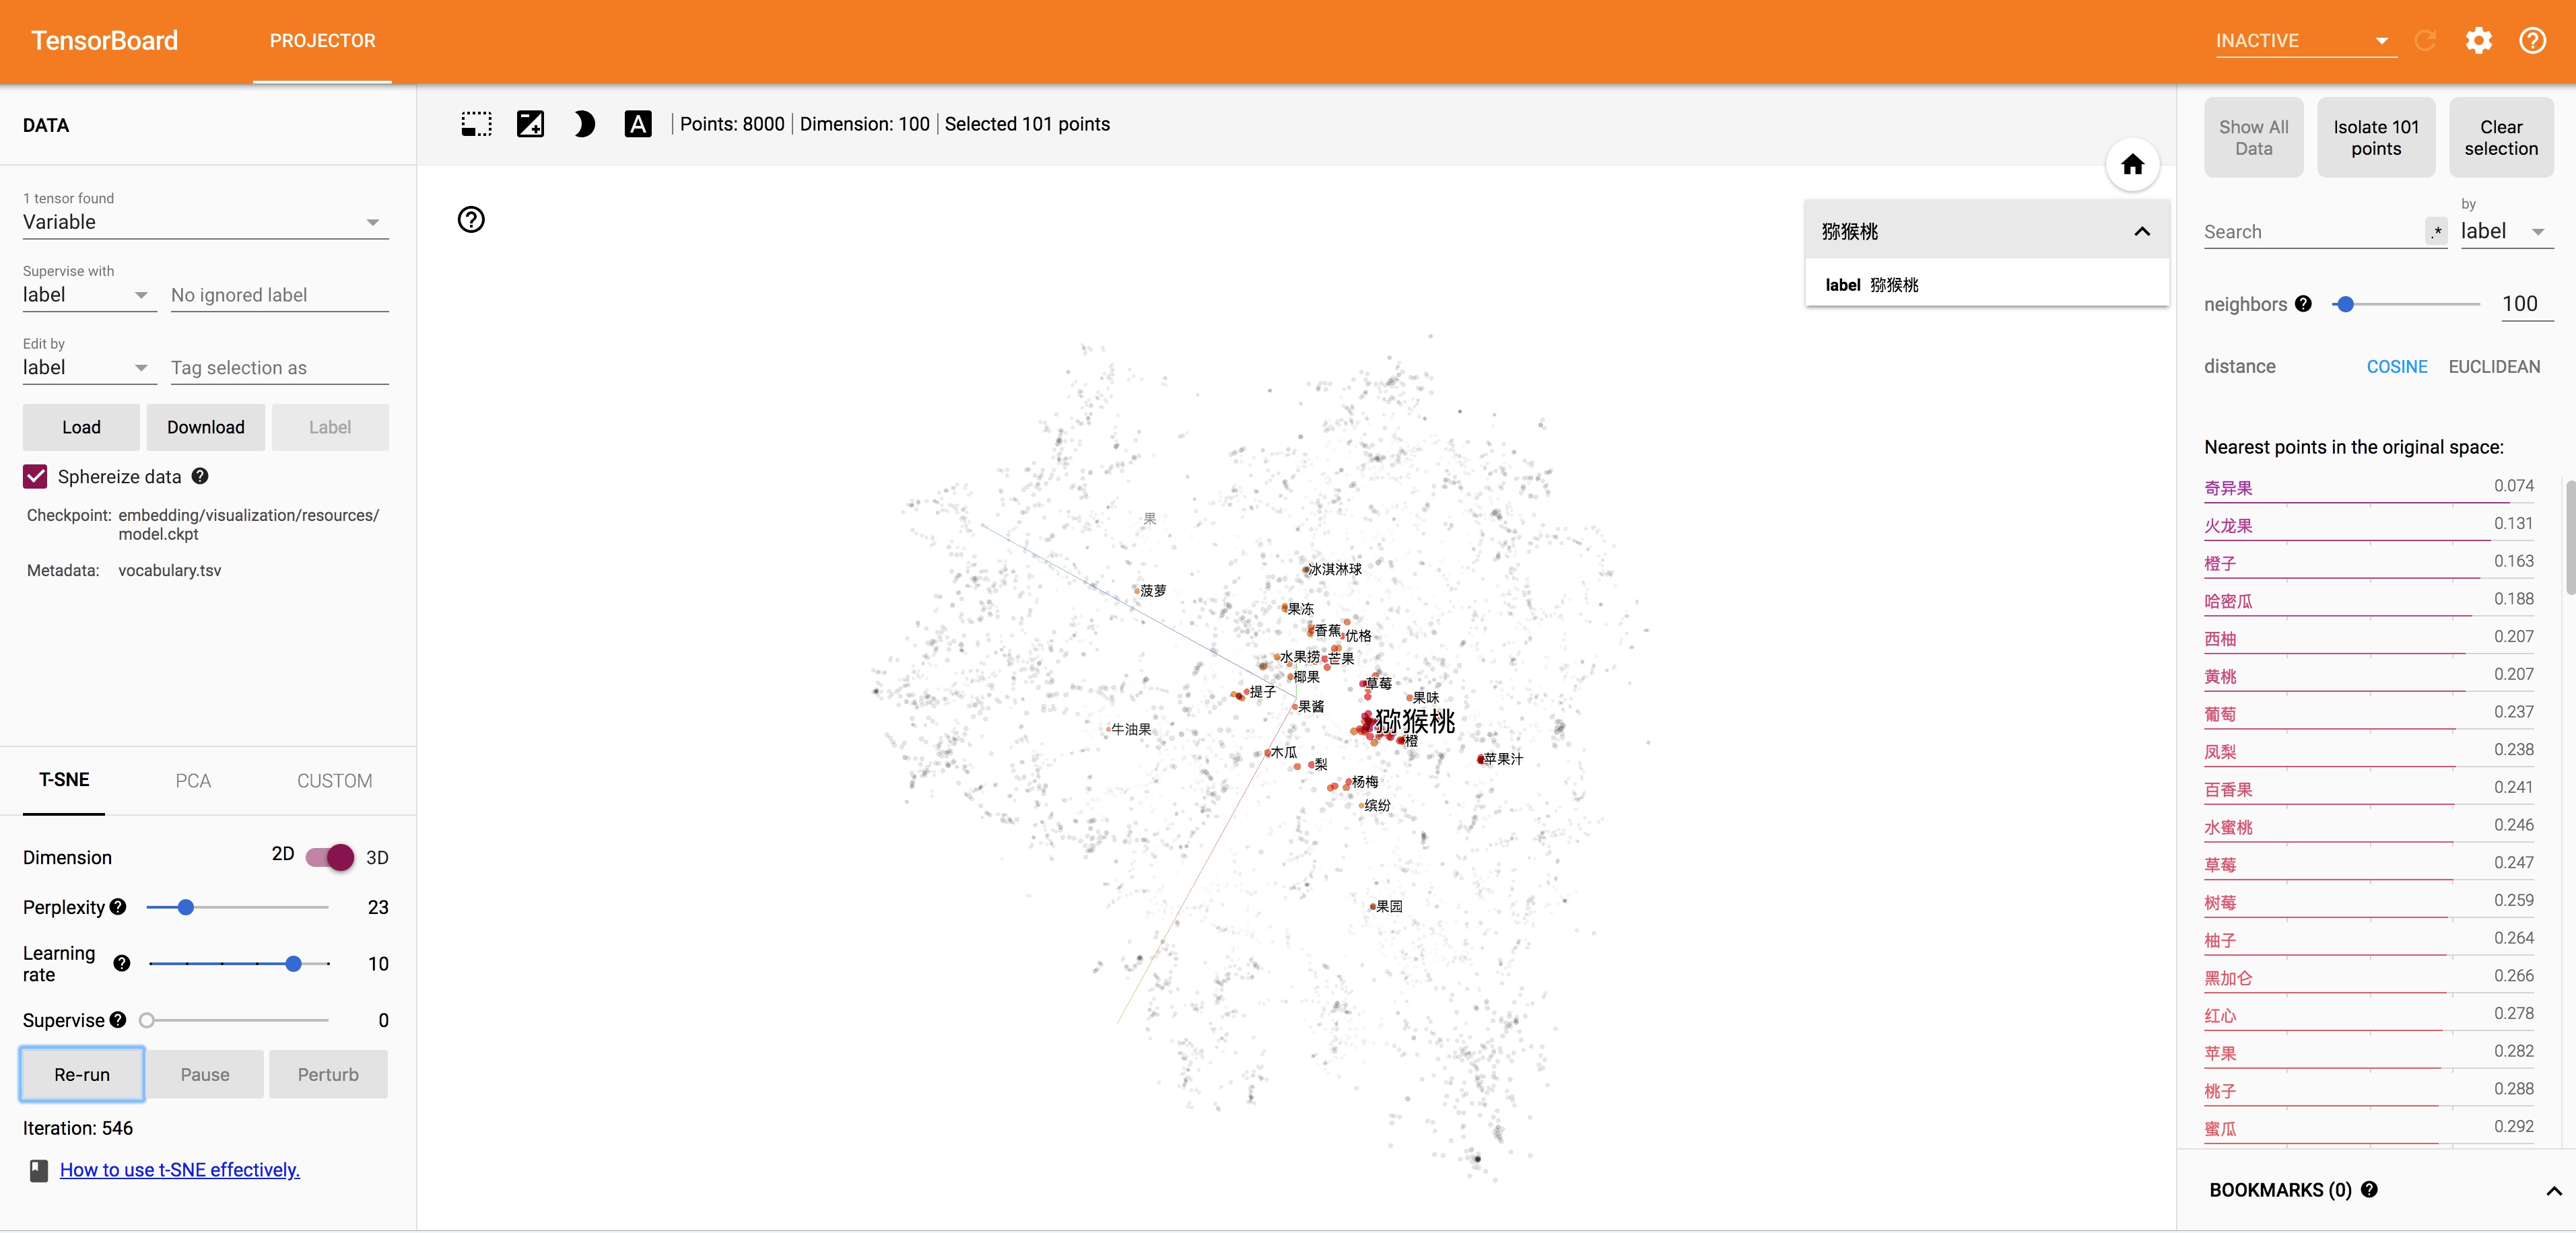 TensorBoard
PROJECTOR
INACTIVE
DATA
1 tensor found
Variable
Supervise with
label
No ignored label
Edit by
label
Tag selection as
Load
Download
Label
Sphereize data
Checkpoint: embedding/visualization/resources/
model.ckpt
Metadata: vocabulary.tsv
T-SNE
PCA
CUSTOM
Dimension 2D 3D
Perplexity 23
Learning
rate
10
Supervise 0
Re-run
Pause
Perturb
Iteration: 546
How to use t-SNE effectively.
A
Points: 8000 | Dimension: 100 | Selected 101 points
猕猴桃
label 猕猴桃
果
冰淇淋球
菠萝
果冻
香蕉
优格
水果捞
芒果
椰果
草莓
提子
果味
果酱
猕猴桃
牛油果
橙
木瓜
苹果汁
梨
杨梅
缤纷
果园
Show All
Data
Isolate 101
points
Clear
selection
Search
.*
by
label
neighbors 100
distance
COSINE
EUCLIDEAN
Nearest points in the original space:
奇异果 0.074
火龙果 0.131
橙子 0.163
哈密瓜 0.188
西柚 0.207
黄桃 0.207
葡萄 0.237
凤梨 0.238
百香果 0.241
水蜜桃 0.246
草莓 0.247
树莓 0.259
柚子 0.264
黑加仑 0.266
红心 0.278
苹果 0.282
桃子 0.288
蜜瓜 0.292
BOOKMARKS (0)